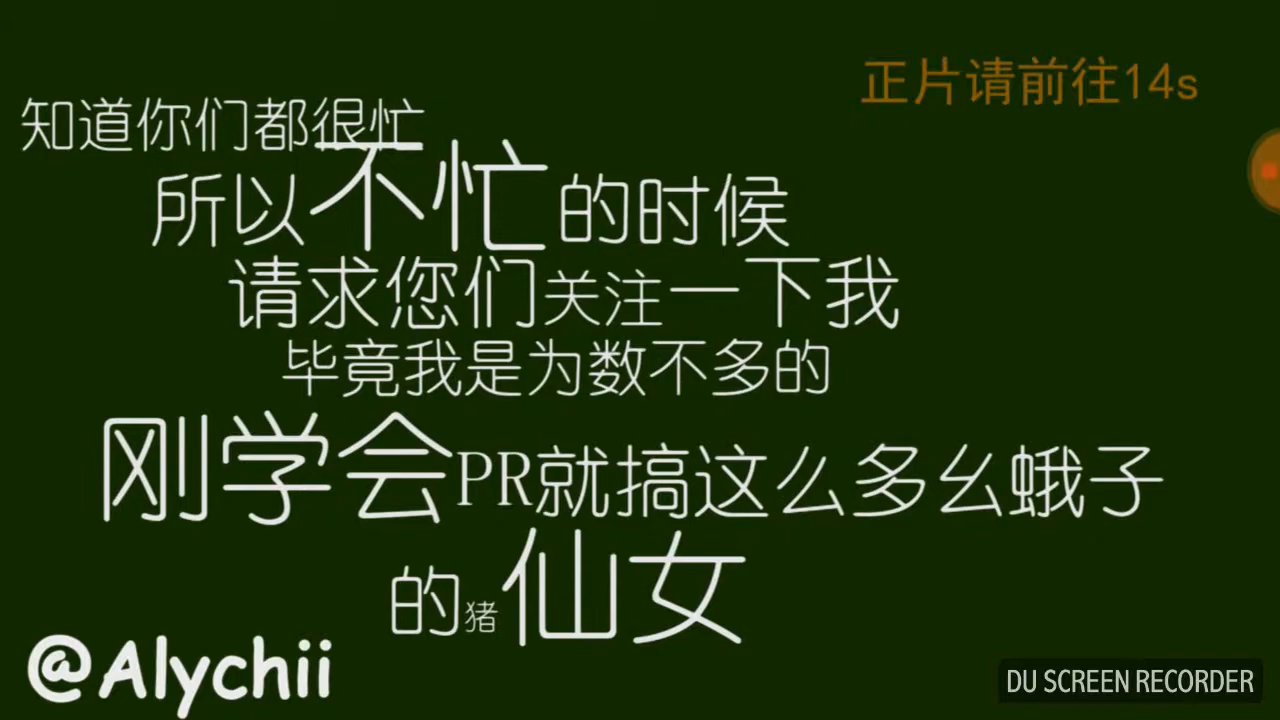 正片请前往14s
知道你们都很忙
所以不忙的时候
请求您们关注一下我
毕竟我是为数不多的
刚学会PR就搞这么多幺蛾子
的猪仙女
@Alychii
DU SCREEN RECORDER